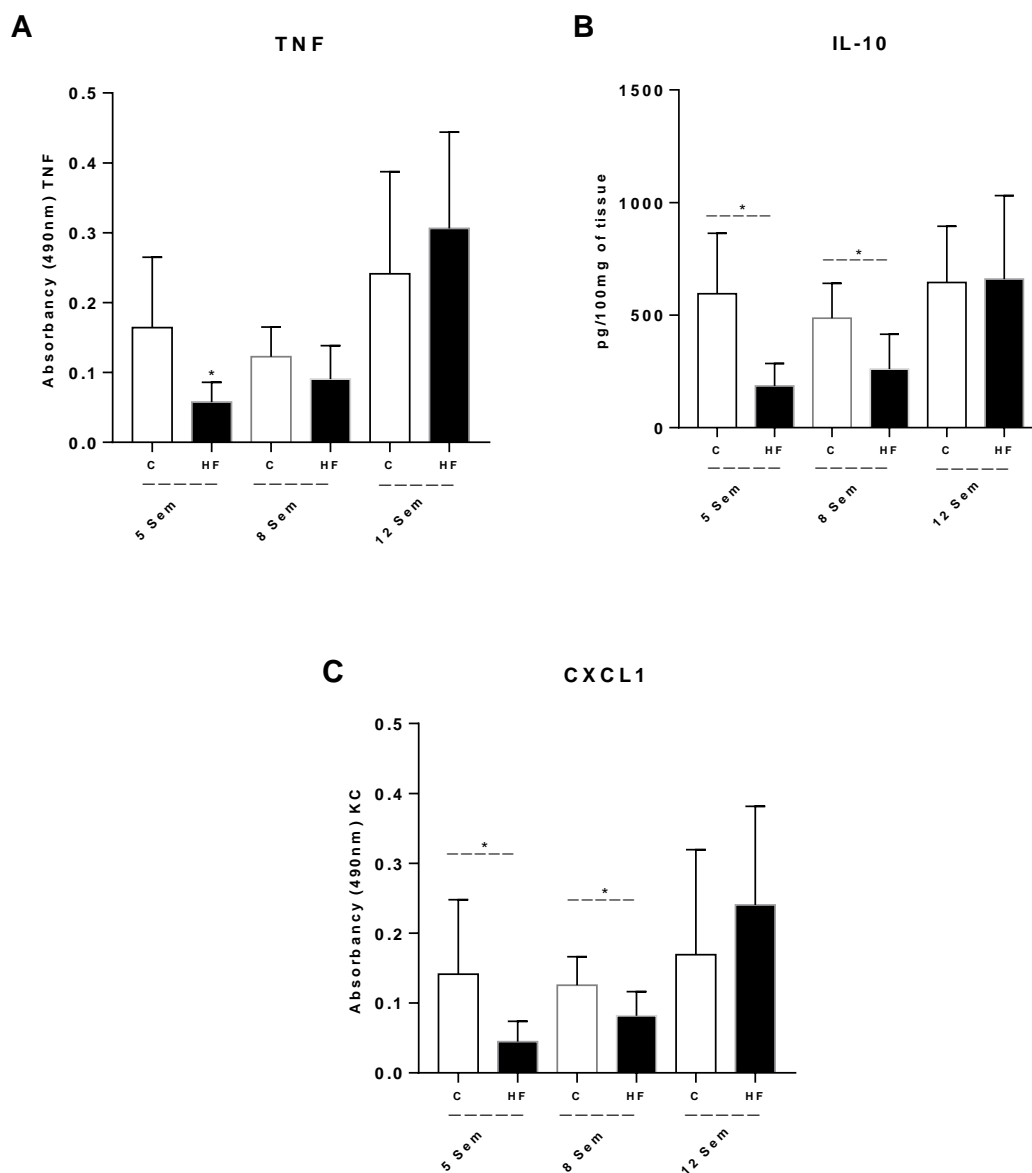 A
TNF
Absorbancy (490nm) TNF
0.5
0.4
0.3
0.2
0.1
0.0
*
C HF C HF C HF
5 Sem 8 Sem 12 Sem
B
IL-10
pg/100mg of tissue
1500
1000
500
0
*
*
C HF C HF C HF
5 Sem 8 Sem 12 Sem
C
CXCL1
Absorbancy (490nm) KC
0.5
0.4
0.3
0.2
0.1
0.0
*
*
C HF C HF C HF
5 Sem 8 Sem 12 Sem